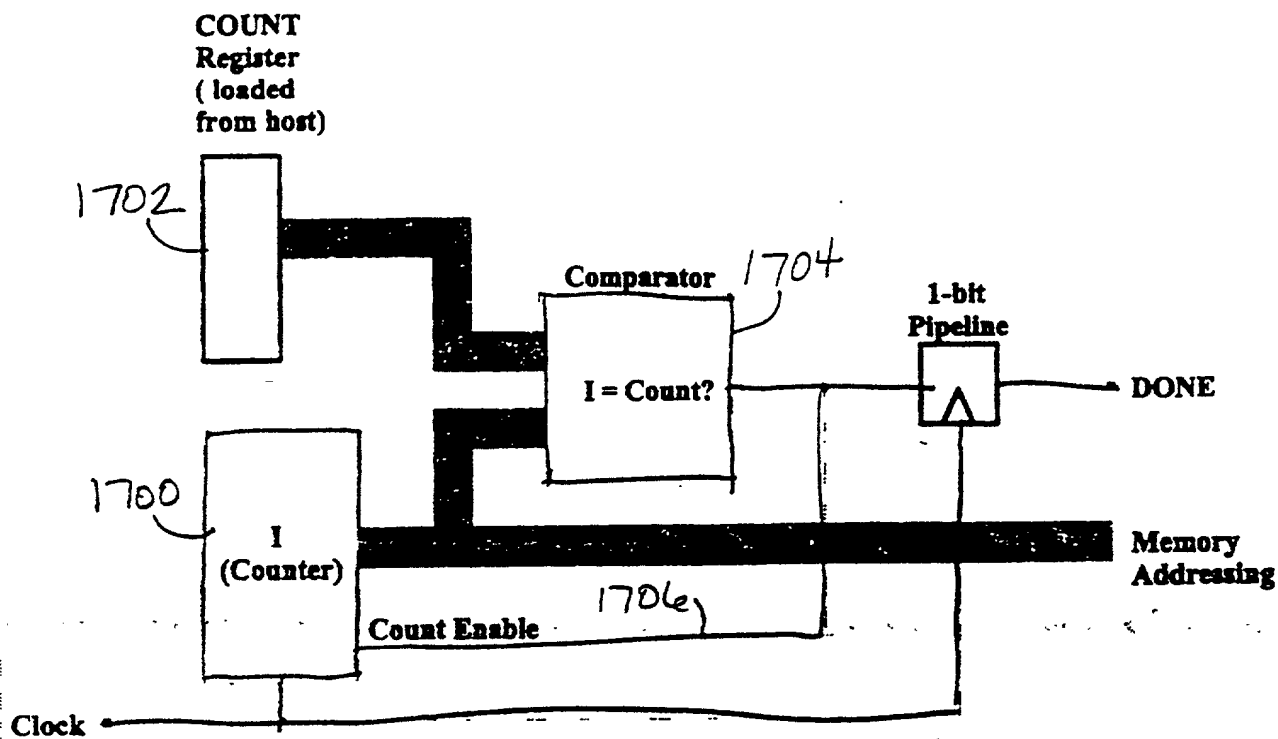 COUNT
Register
( loaded
from host)
1702
Comparator
1704
1-bit
Pipeline
I = Count?
DONE
1700
I
(Counter)
Memory
Addressing
1706
Count Enable
Clock